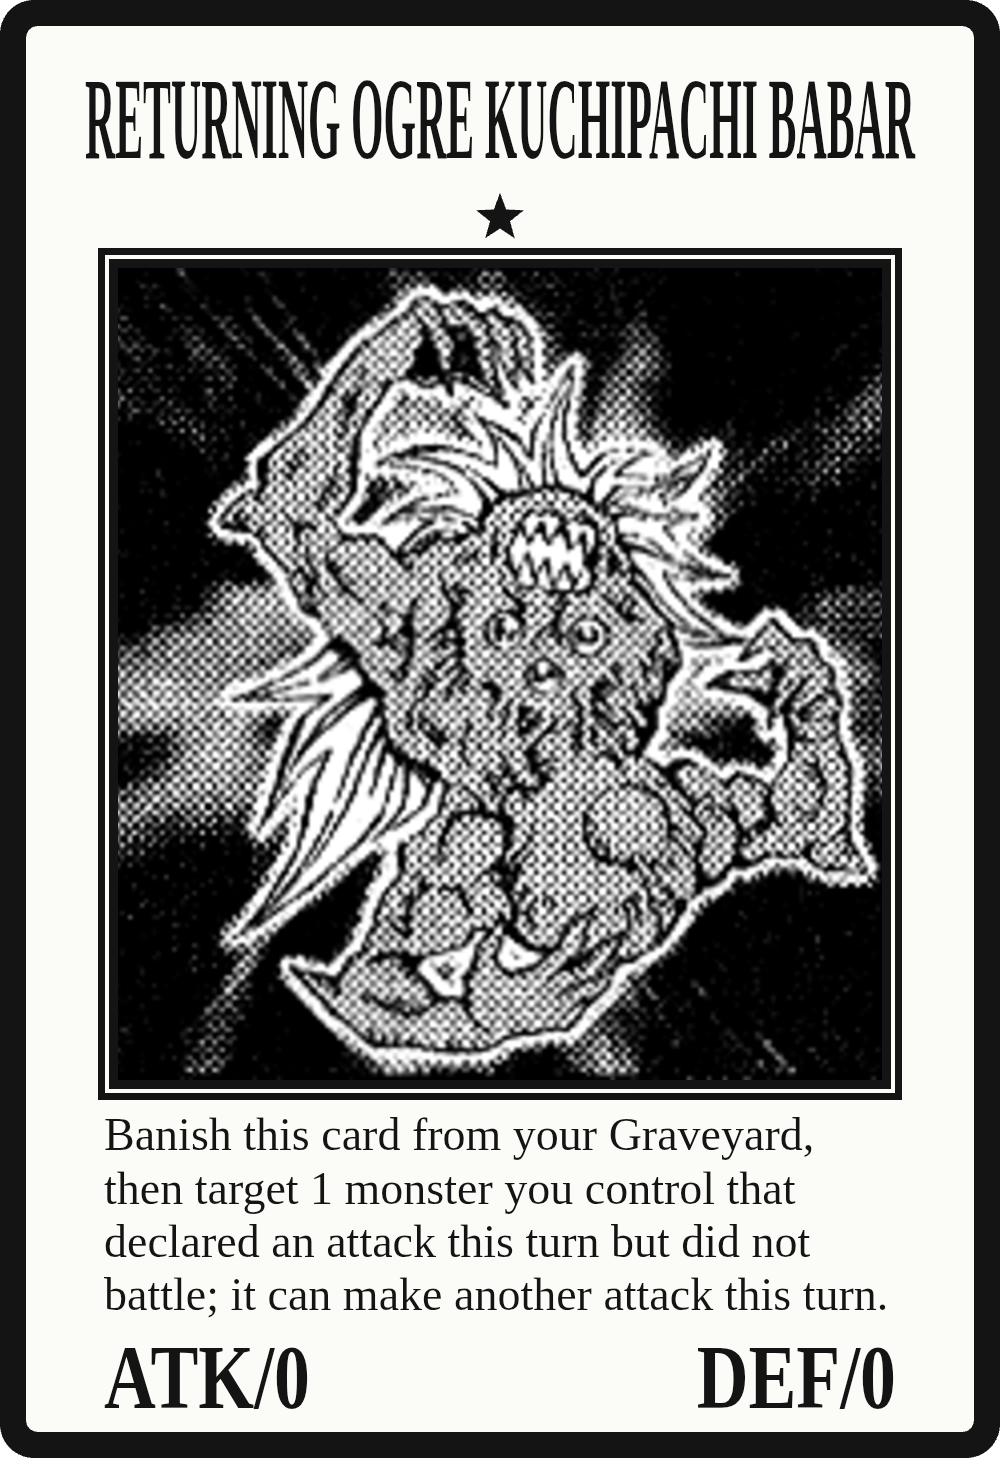 RETURNING OGRE KUCHIPACHI BABAR
Banish this card from your Graveyard,
then target 1 monster you control that
declared an attack this turn but did not
battle; it can make another attack this turn.
ATK/0 DEF/0